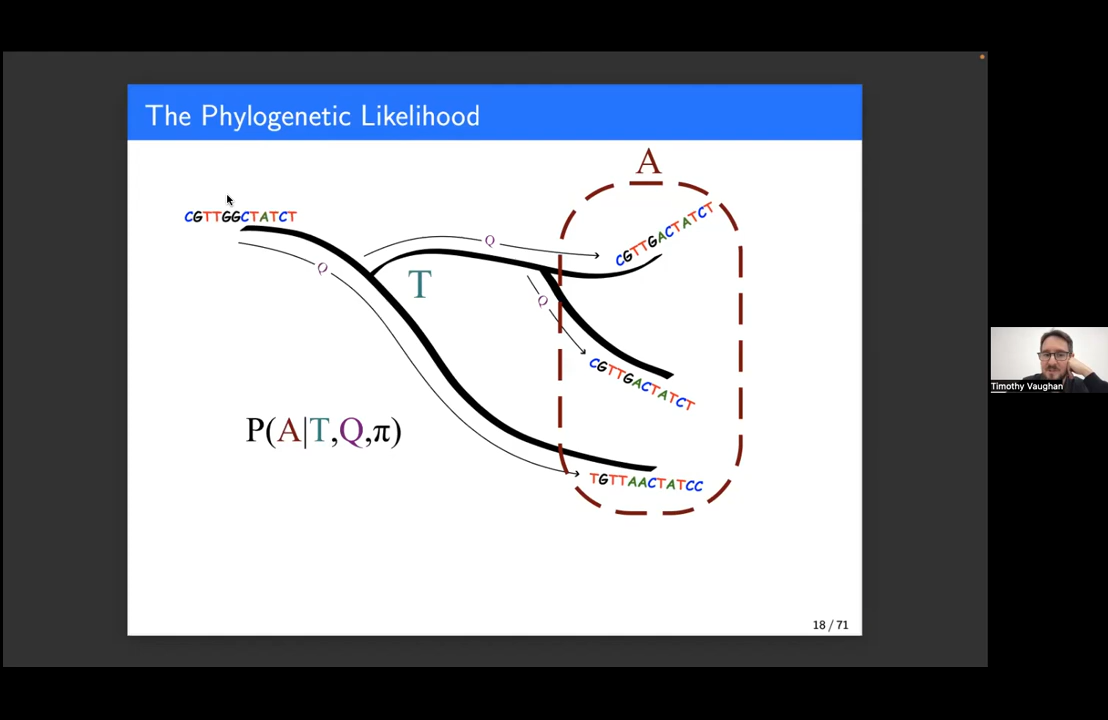 The Phylogenetic Likelihood
A
CGTTGGCTATCT
CGTTGACTATCT
Q
Q
T
Q
CGTTGACTATCT
P(A|T,Q,π)
TGTTAACTATCC
18 / 71
Timothy Vaughan